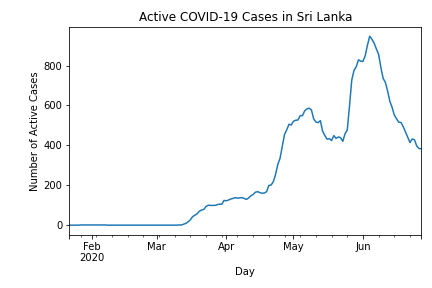 Active COVID-19 Cases in Sri Lanka
Number of Active Cases
800
600
400
200
0
Feb Mar Apr May Jun
2020
Day